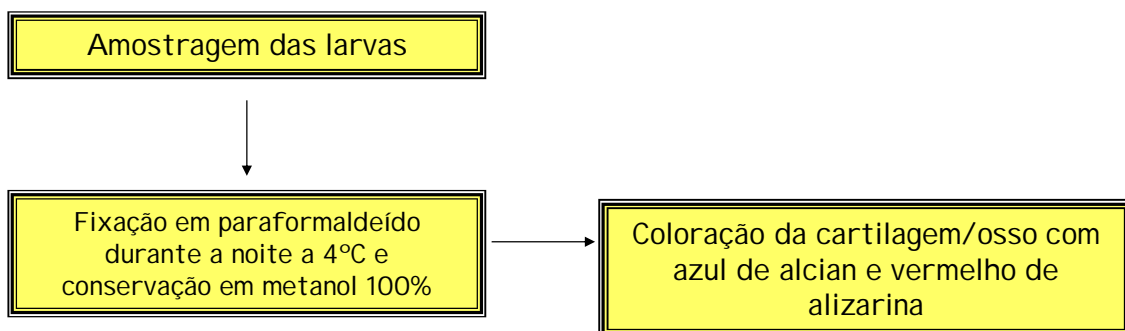 Amostragem das larvas
Fixação em paraformaldeído
durante a noite a 4ºC e
conservação em metanol 100%
Coloração da cartilagem/osso com
azul de alcian e vermelho de
alizarina